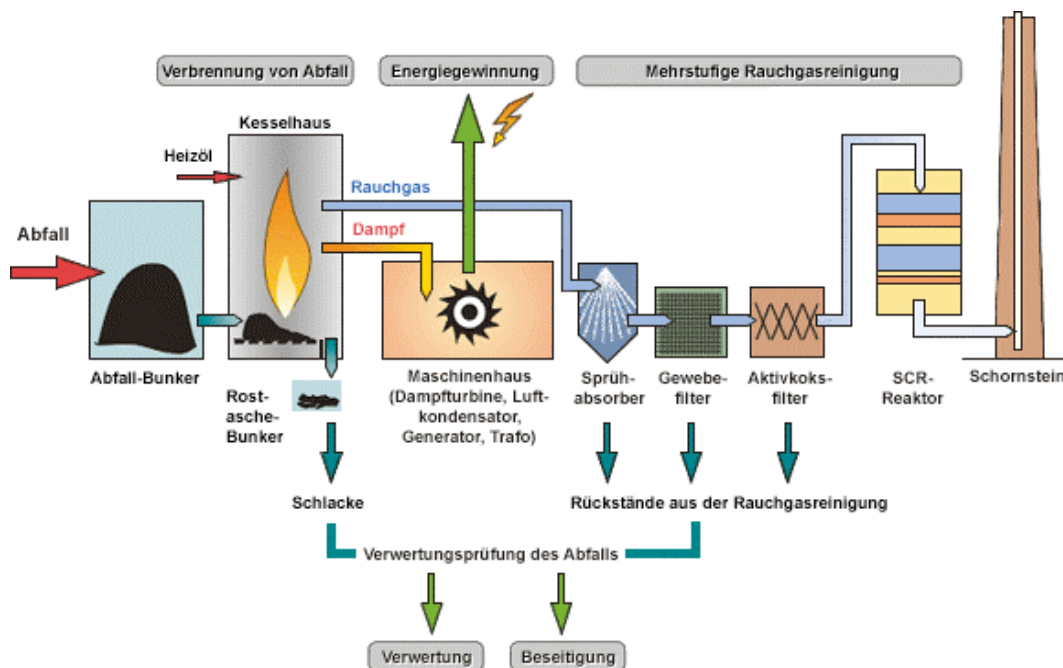 Verbrennung von Abfall
Energiegewinnung
Mehrstufige Rauchgasreinigung
Kesselhaus
Heizöl
Rauchgas
Dampf
Abfall
Abfall-Bunker
Rost-
asche-
Bunker
Maschinenhaus
(Dampfturbine, Luft-
kondensator,
Generator, Trafo)
Sprüh-
absorber
Gewebe-
filter
Aktivkoks-
filter
SCR-
Reaktor
Schornstein
Schlacke
Rückstände aus der Rauchgasreinigung
Verwertungsprüfung des Abfalls
Verwertung
Beseitigung